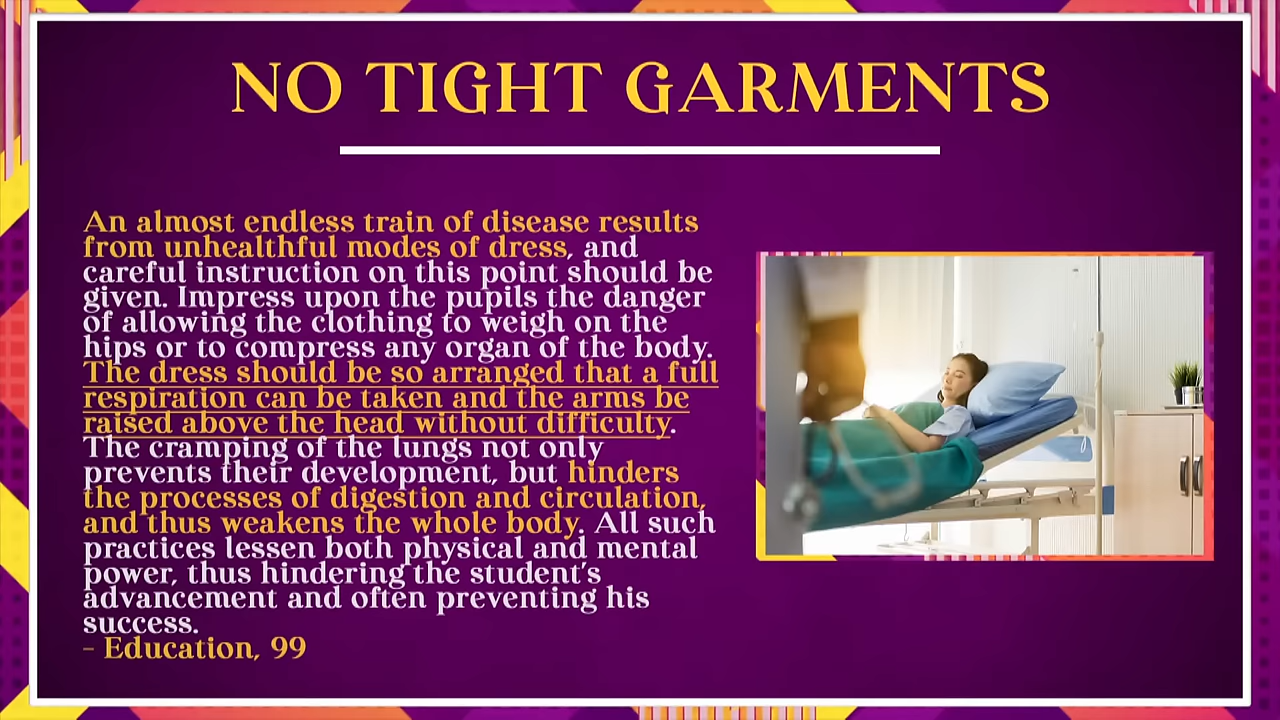 NO TIGHT GARMENTS
An almost endless train of disease results
from unhealthful modes of dress, and
careful instruction on this point should be
given. Impress upon the pupils the danger
of allowing the clothing to weigh on the
hips or to compress any organ of the body.
The dress should be so arranged that a full
respiration can be taken and the arms be
raised above the head without difficulty.
The cramping of the lungs not only
prevents their development, but hinders
the processes of digestion and circulation,
and thus weakens the whole body. All such
practices lessen both physical and mental
power, thus hindering the student's
advancement and often preventing his
success.
- Education, 99